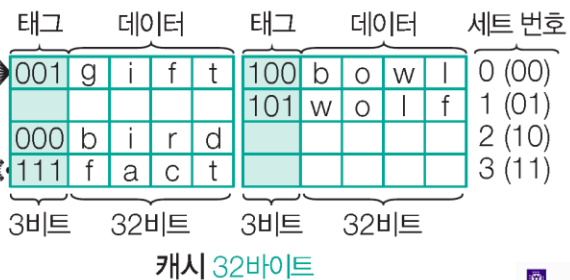 태그 데이터 태그 데이터 세트 번호
001 g i f t 100 b o w l 0 (00)
101 w o l f 1 (01)
000 b i r d 2 (10)
111 f a c t 3 (11)
3비트 32비트 3비트 32비트
캐시 32바이트